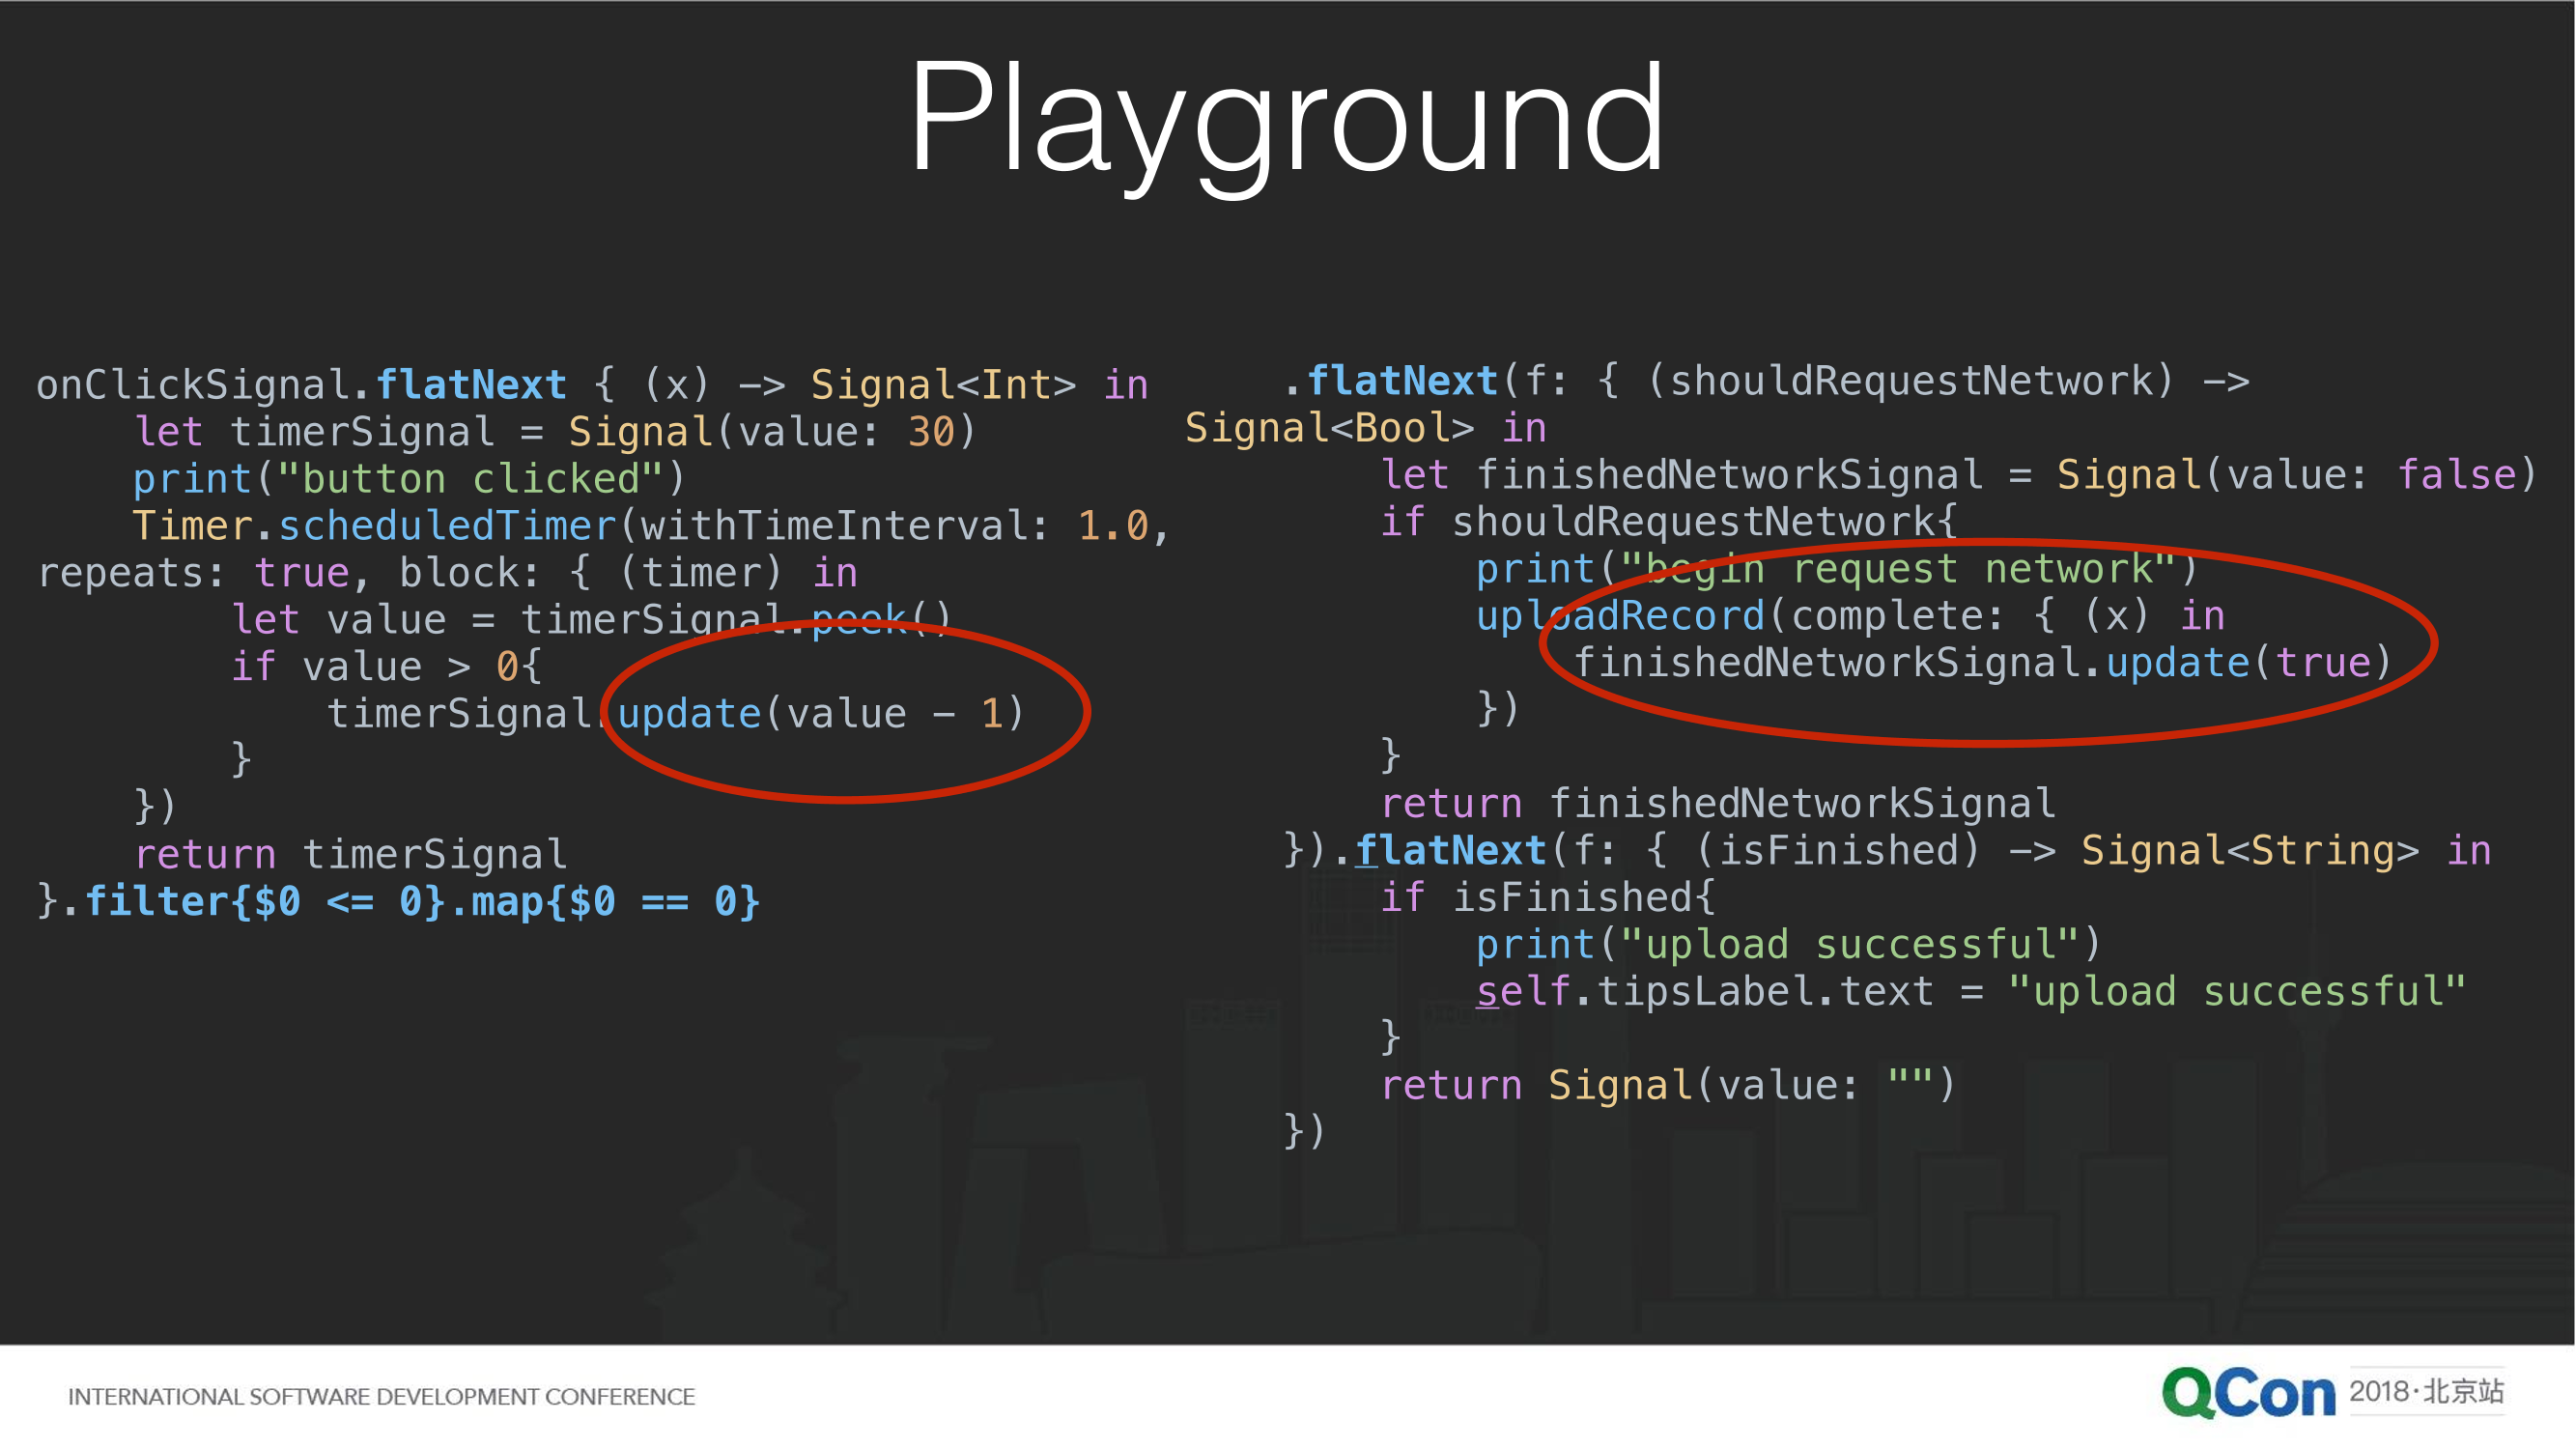 Playground
onClickSignal.flatNext { (x) -> Signal<Int> in
    let timerSignal = Signal(value: 30)
    print("button clicked")
    Timer.scheduledTimer(withTimeInterval: 1.0,
repeats: true, block: { (timer) in
        let value = timerSignal.peek()
        if value > 0{
            timerSignal.update(value - 1)
        }
    })
    return timerSignal
}.filter{$0 <= 0}.map{$0 == 0}
    .flatNext(f: { (shouldRequestNetwork) ->
Signal<Bool> in
        let finishedNetworkSignal = Signal(value: false)
        if shouldRequestNetwork{
            print("begin request network")
            uploadRecord(complete: { (x) in
                finishedNetworkSignal.update(true)
            })
        }
        return finishedNetworkSignal
    }).flatNext(f: { (isFinished) -> Signal<String> in
        if isFinished{
            print("upload successful")
            self.tipsLabel.text = "upload successful"
        }
        return Signal(value: "")
    })
INTERNATIONAL SOFTWARE DEVELOPMENT CONFERENCE
QCon 2018·北京站